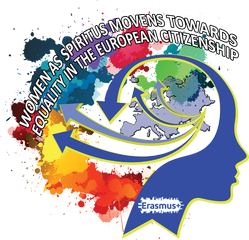 WOMEN AS SPIRITUS MOVENS TOWARDS
EQUALITY IN THE EUROPEAN CITIZENSHIP
Erasmus+